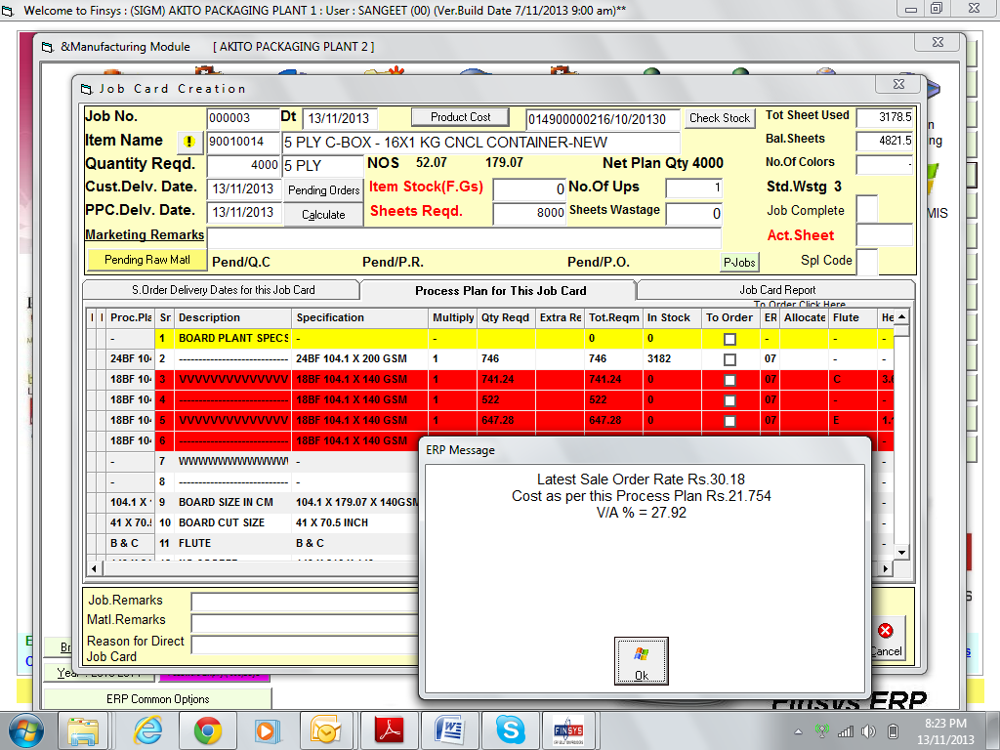 Welcome to Finsys : (SIGM) AKITO PACKAGING PLANT 1 : User : SANGEET (00) (Ver.Build Date 7/11/2013 9:00 am)**
&Manufacturing Module [ AKITO PACKAGING PLANT 2 ]
Job Card Creation
Job No. 000003 Dt 13/11/2013 Product Cost 014900000216/10/20130 Check Stock Tot Sheet Used 3178.5
Item Name 90010014 5 PLY C-BOX - 16X1 KG CNCL CONTAINER-NEW Bal.Sheets 4821.5
Quantity Reqd. 4000 5 PLY NOS 52.07 179.07 Net Plan Qty 4000 No.Of Colors -
Cust.Delv. Date. 13/11/2013 Pending Orders Item Stock(F.Gs) 0 No.Of Ups 1 Std.Wstg 3
PPC.Delv. Date. 13/11/2013 Calculate Sheets Reqd. 8000 Sheets Wastage 0 Job Complete
Marketing Remarks Act.Sheet
Pending Raw Matl Pend/Q.C Pend/P.R. Pend/P.O. P-Jobs Spl Code
S.Order Delivery Dates for this Job Card Process Plan for This Job Card Job Card Report
To Order Click Here
Proc.Pla Sr Description Specification Multiply Qty Reqd Extra Re Tot.Reqm In Stock To Order ER Allocate Flute He
- 1 BOARD PLANT SPECS - - 0 0 - - -
24BF 104 2 ---------------------------- 24BF 104.1 X 200 GSM 1 746 746 3182 07 - -
18BF 104 3 VVVVVVVVVVVVV 18BF 104.1 X 140 GSM 1 741.24 741.24 0 07 C
18BF 104 4 ---------------------------- 18BF 104.1 X 140 GSM 1 522 522 0 07 - -
18BF 104 5 VVVVVVVVVVVVV 18BF 104.1 X 140 GSM 1 647.28 647.28 0 07 E
18BF 104 6 ---------------------------- 18BF 104.1 X 140 GSM
- 7 WWWWWWWWWWWW -
- 8 ---------------------------- -
104.1 X 9 BOARD SIZE IN CM 104.1 X 179.07 X 140GSM
41 X 70.5 10 BOARD CUT SIZE 41 X 70.5 INCH
B & C 11 FLUTE B & C
ERP Message
Latest Sale Order Rate Rs.30.18
Cost as per this Process Plan Rs.21.754
V/A % = 27.92
Ok
Job.Remarks
Matl.Remarks
Reason for Direct
Job Card
Cancel
ERP Common Options
Finsys ERP
FINSYS
8:23 PM
13/11/2013